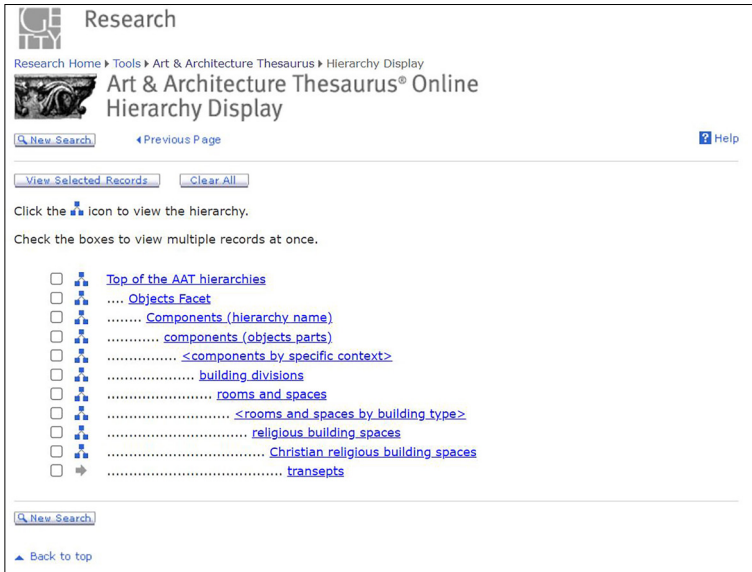 GETTY
Research
Research Home Tools Art & Architecture Thesaurus Hierarchy Display
Art & Architecture Thesaurus® Online
Hierarchy Display
New Search Previous Page ? Help
View Selected Records Clear All
Click the icon to view the hierarchy.
Check the boxes to view multiple records at once.
Top of the AAT hierarchies
.... Objects Facet
........ Components (hierarchy name)
............ components (objects parts)
................ <components by specific context>
.................... building divisions
........................ rooms and spaces
............................ <rooms and spaces by building type>
................................ religious building spaces
.................................... Christian religious building spaces
........................................ transepts
New Search
Back to top